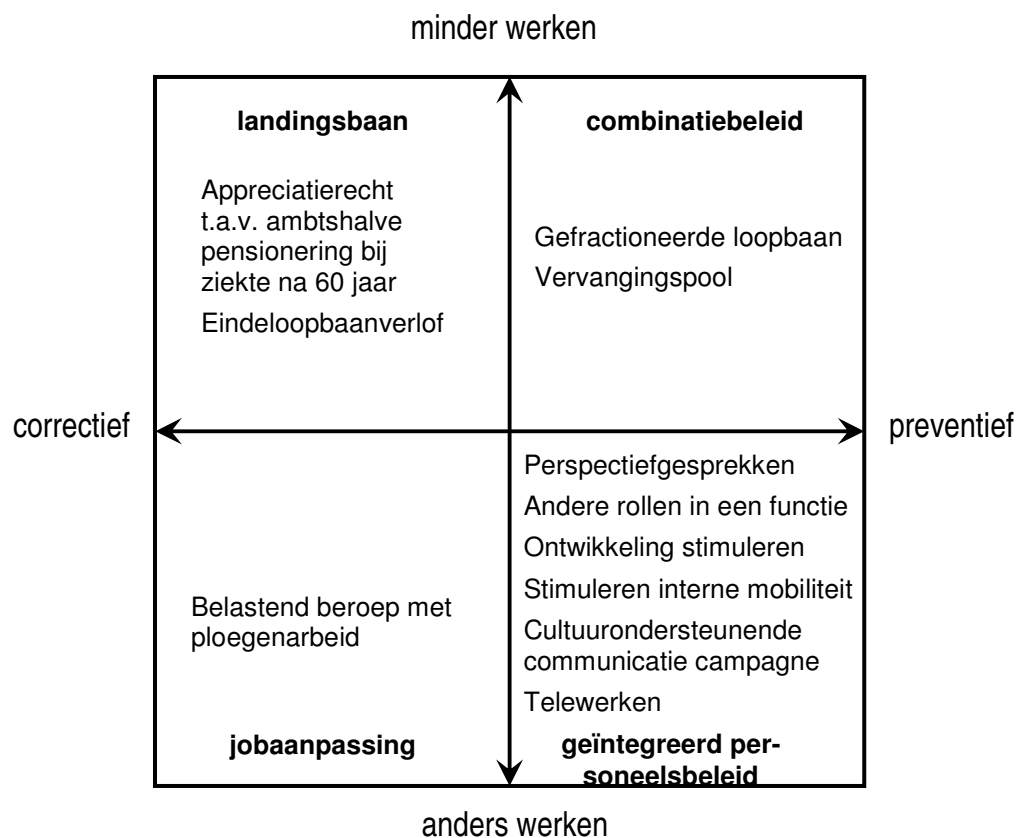 minder werken
landingsbaan
combinatiebeleid
Appreciatierecht
t.a.v. ambtshalve
pensionering bij
ziekte na 60 jaar
Eindeloopbaanverlof
Gefractioneerde loopbaan
Vervangingspool
correctief
preventief
Belastend beroep met
ploegenarbeid
jobaanpassing
Perspectiefgesprekken
Andere rollen in een functie
Ontwikkeling stimuleren
Stimuleren interne mobiliteit
Cultuurondersteunende
communicatie campagne
Telewerken
geïntegreerd per-
soneelsbeleid
anders werken